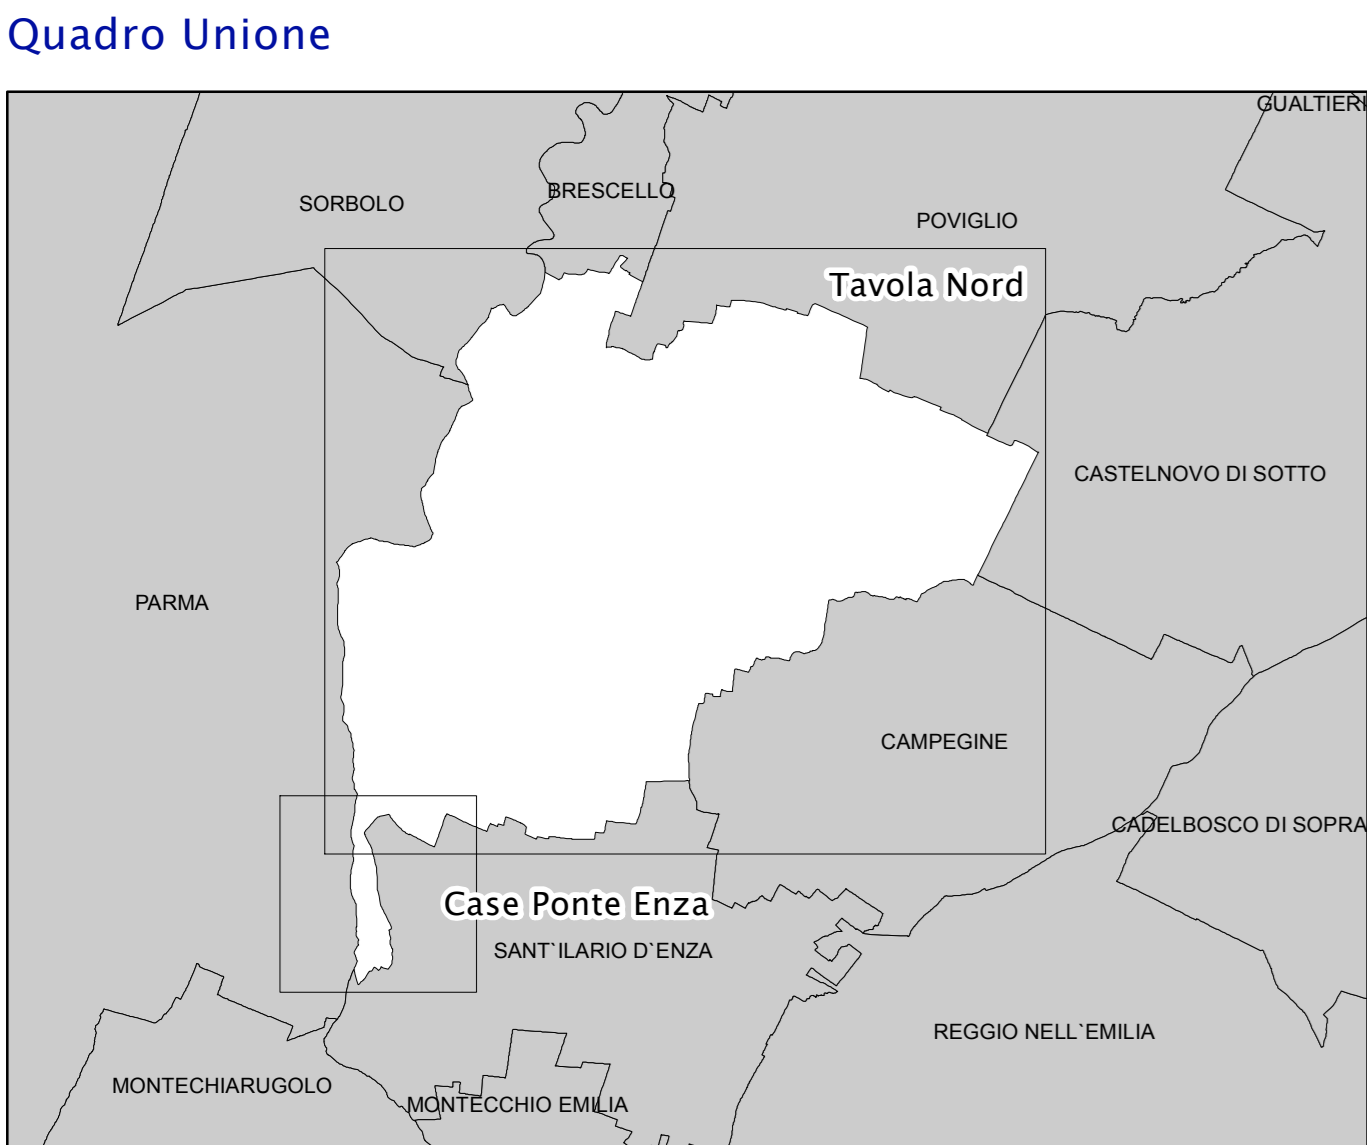 Quadro Unione
GUALTIERI
BRESCELLO
SORBOLO
POVIGLIO
Tavola Nord
CASTELNOVO DI SOTTO
PARMA
CAMPEGINE
CADELBOSCO DI SOPRA
Case Ponte Enza
SANT`ILARIO D`ENZA
REGGIO NELL`EMILIA
MONTECHIARUGOLO
MONTECCHIO EMILIA